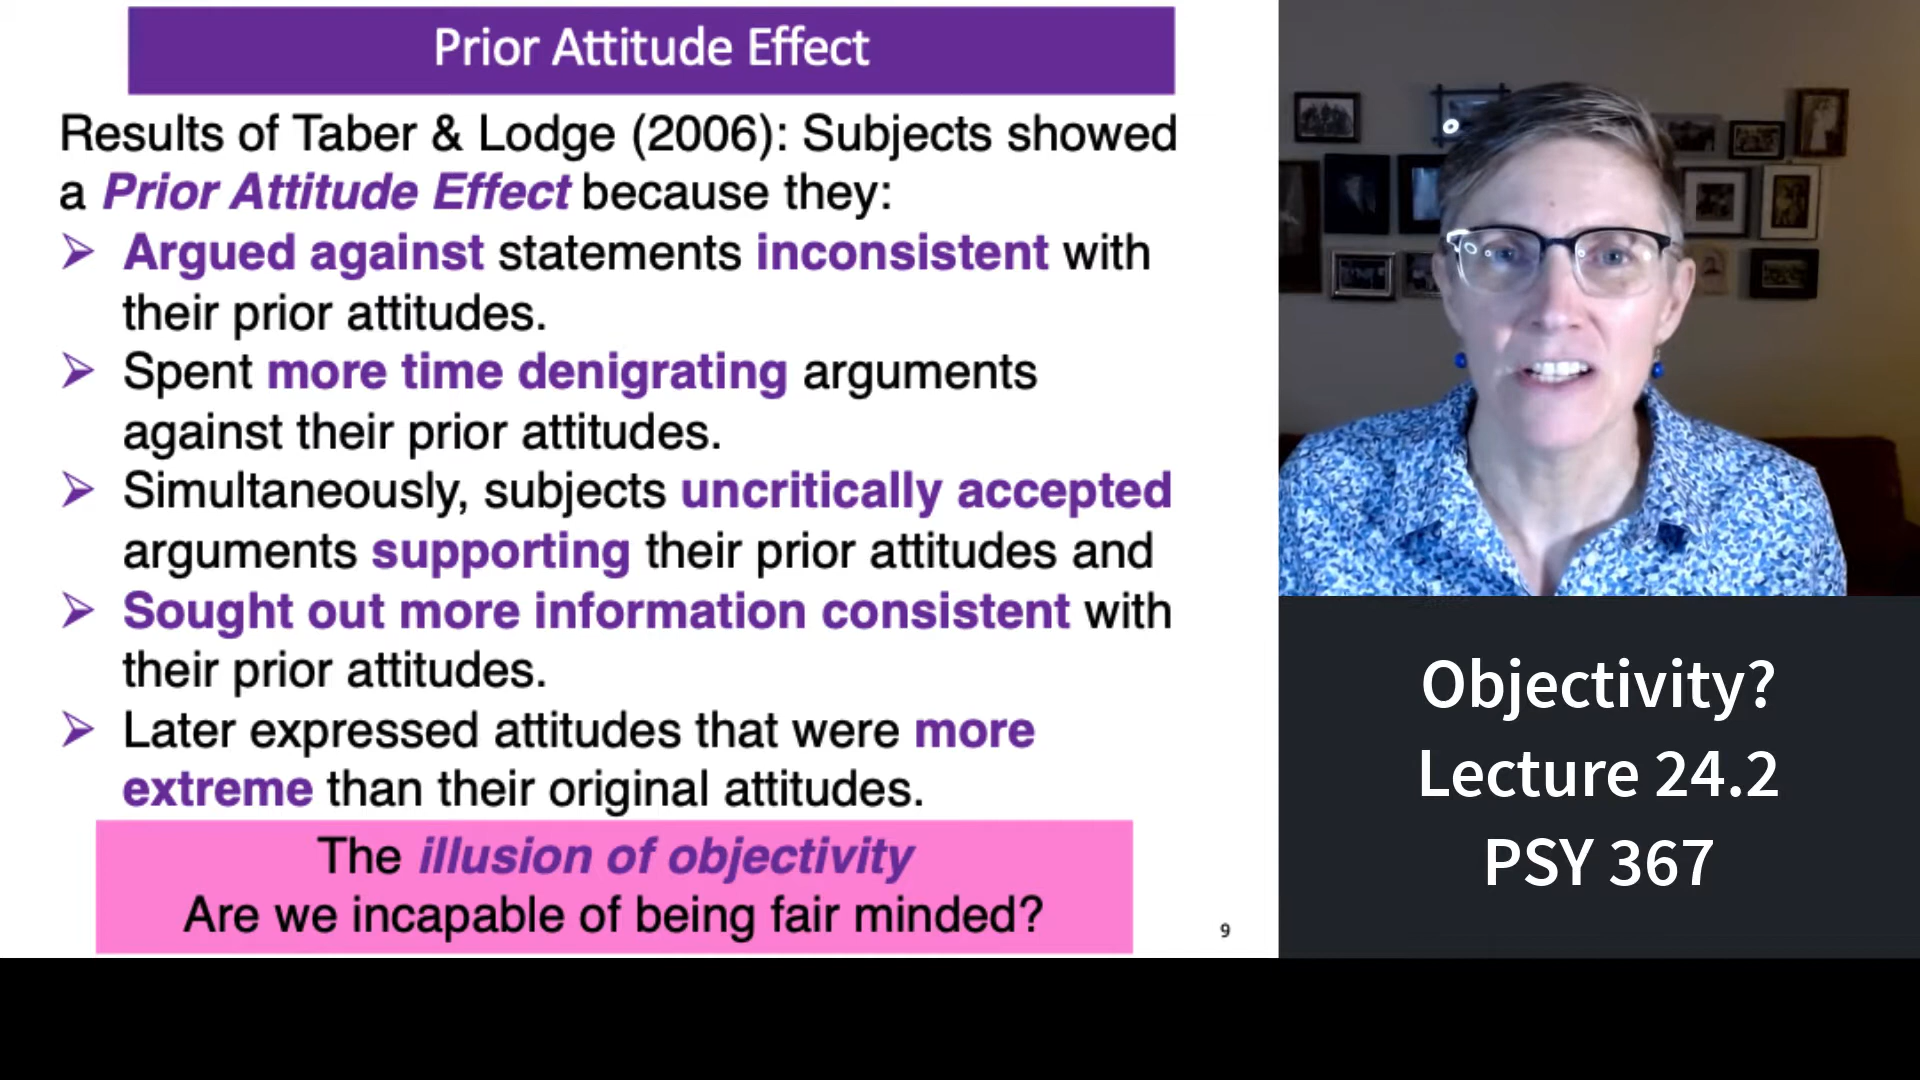 Prior Attitude Effect
Results of Taber & Lodge (2006): Subjects showed
a Prior Attitude Effect because they:
➢ Argued against statements inconsistent with
their prior attitudes.
➢ Spent more time denigrating arguments
against their prior attitudes.
➢ Simultaneously, subjects uncritically accepted
arguments supporting their prior attitudes and
➢ Sought out more information consistent with
their prior attitudes.
➢ Later expressed attitudes that were more
extreme than their original attitudes.
The illusion of objectivity
Are we incapable of being fair minded?
9
Objectivity?
Lecture 24.2
PSY 367